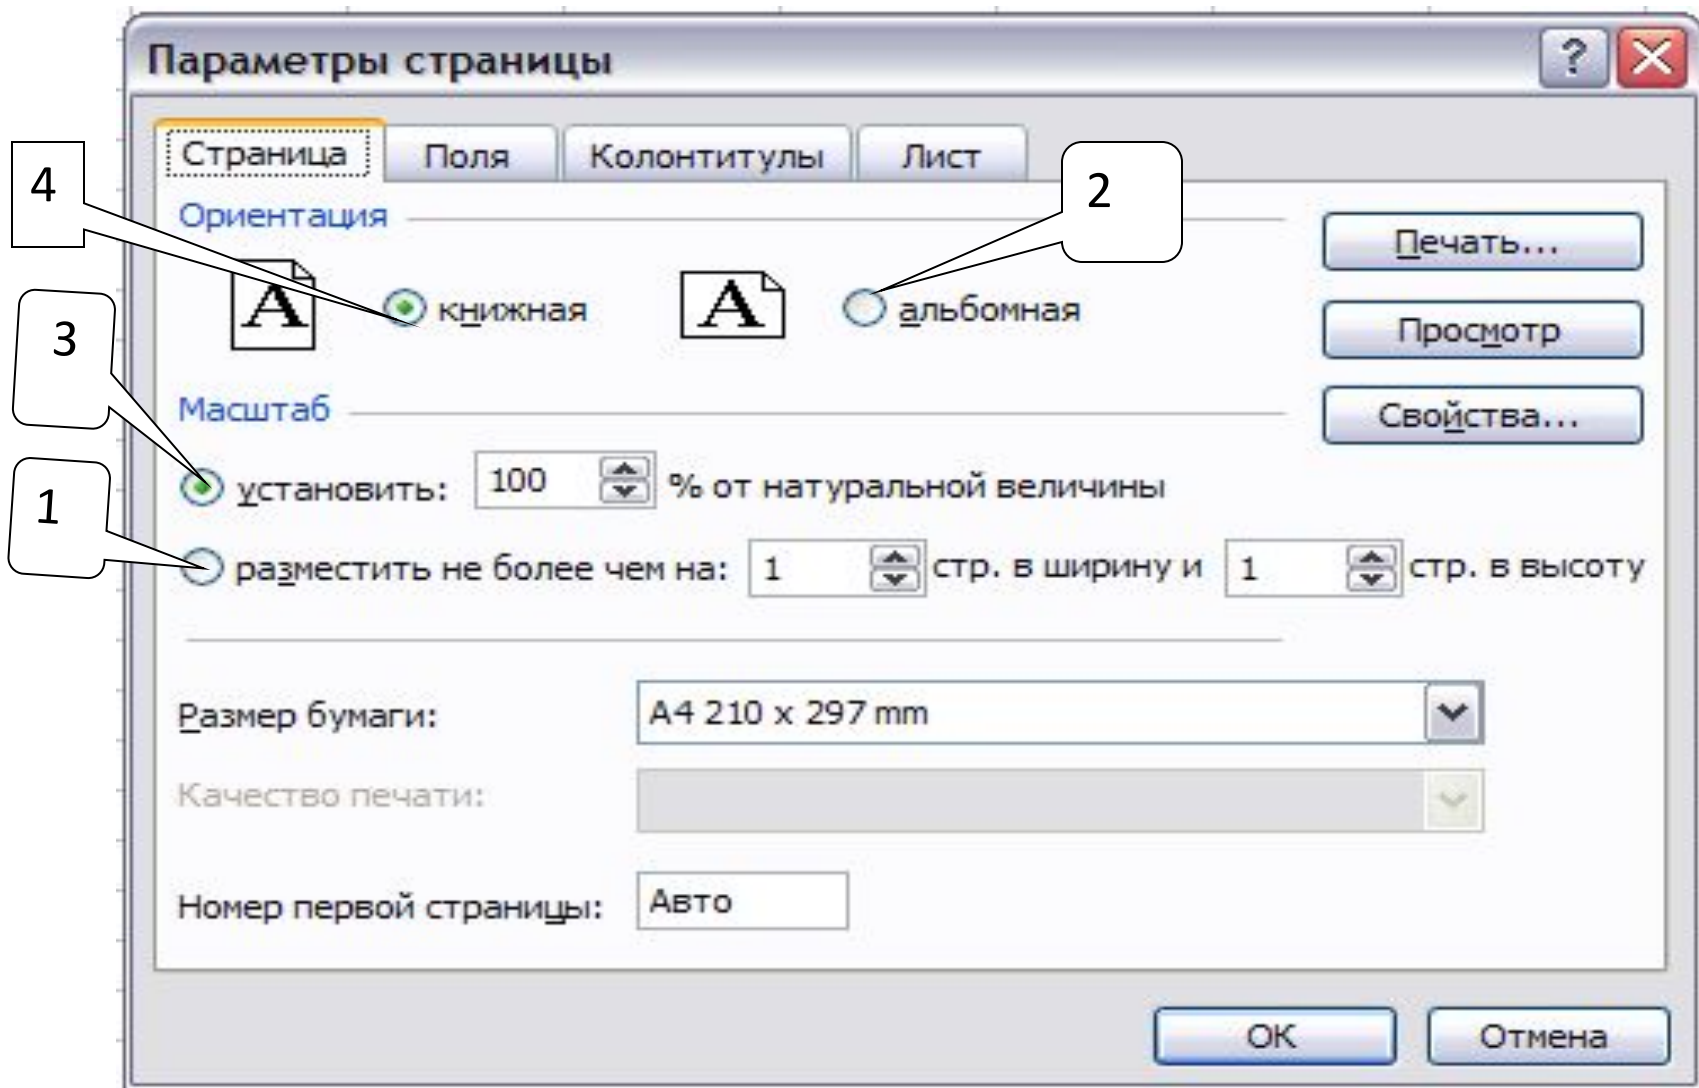 Параметры страницы ?
Страница Поля Колонтитулы Лист
4
2
Ориентация
Печать...
A книжная A альбомная
Просмотр
3
Масштаб
Свойства...
установить: 100 % от натуральной величины
1
разместить не более чем на: 1 стр. в ширину и 1 стр. в высоту
Размер бумаги: A4 210 x 297 mm
Качество печати:
Номер первой страницы: Авто
ОК Отмена